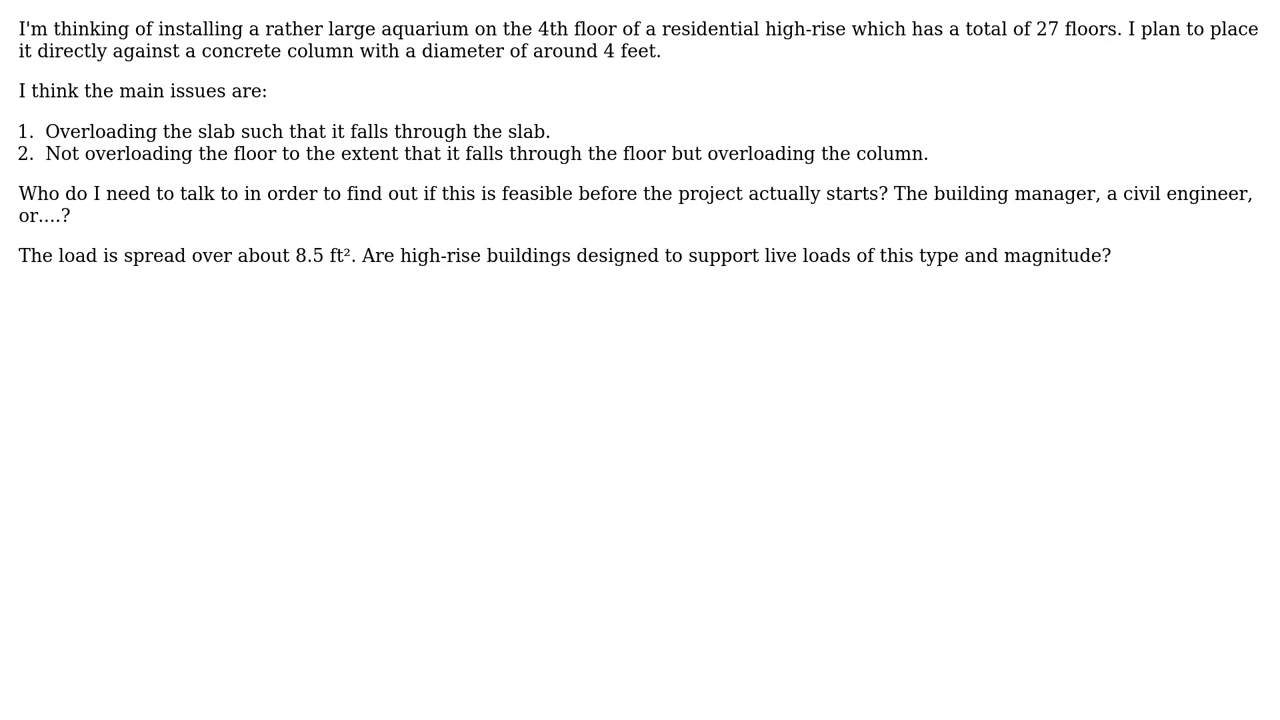 I'm thinking of installing a rather large aquarium on the 4th floor of a residential high-rise which has a total of 27 floors. I plan to place
it directly against a concrete column with a diameter of around 4 feet.
I think the main issues are:
1. Overloading the slab such that it falls through the slab.
2. Not overloading the floor to the extent that it falls through the floor but overloading the column.
Who do I need to talk to in order to find out if this is feasible before the project actually starts? The building manager, a civil engineer,
or....?
The load is spread over about 8.5 ft². Are high-rise buildings designed to support live loads of this type and magnitude?